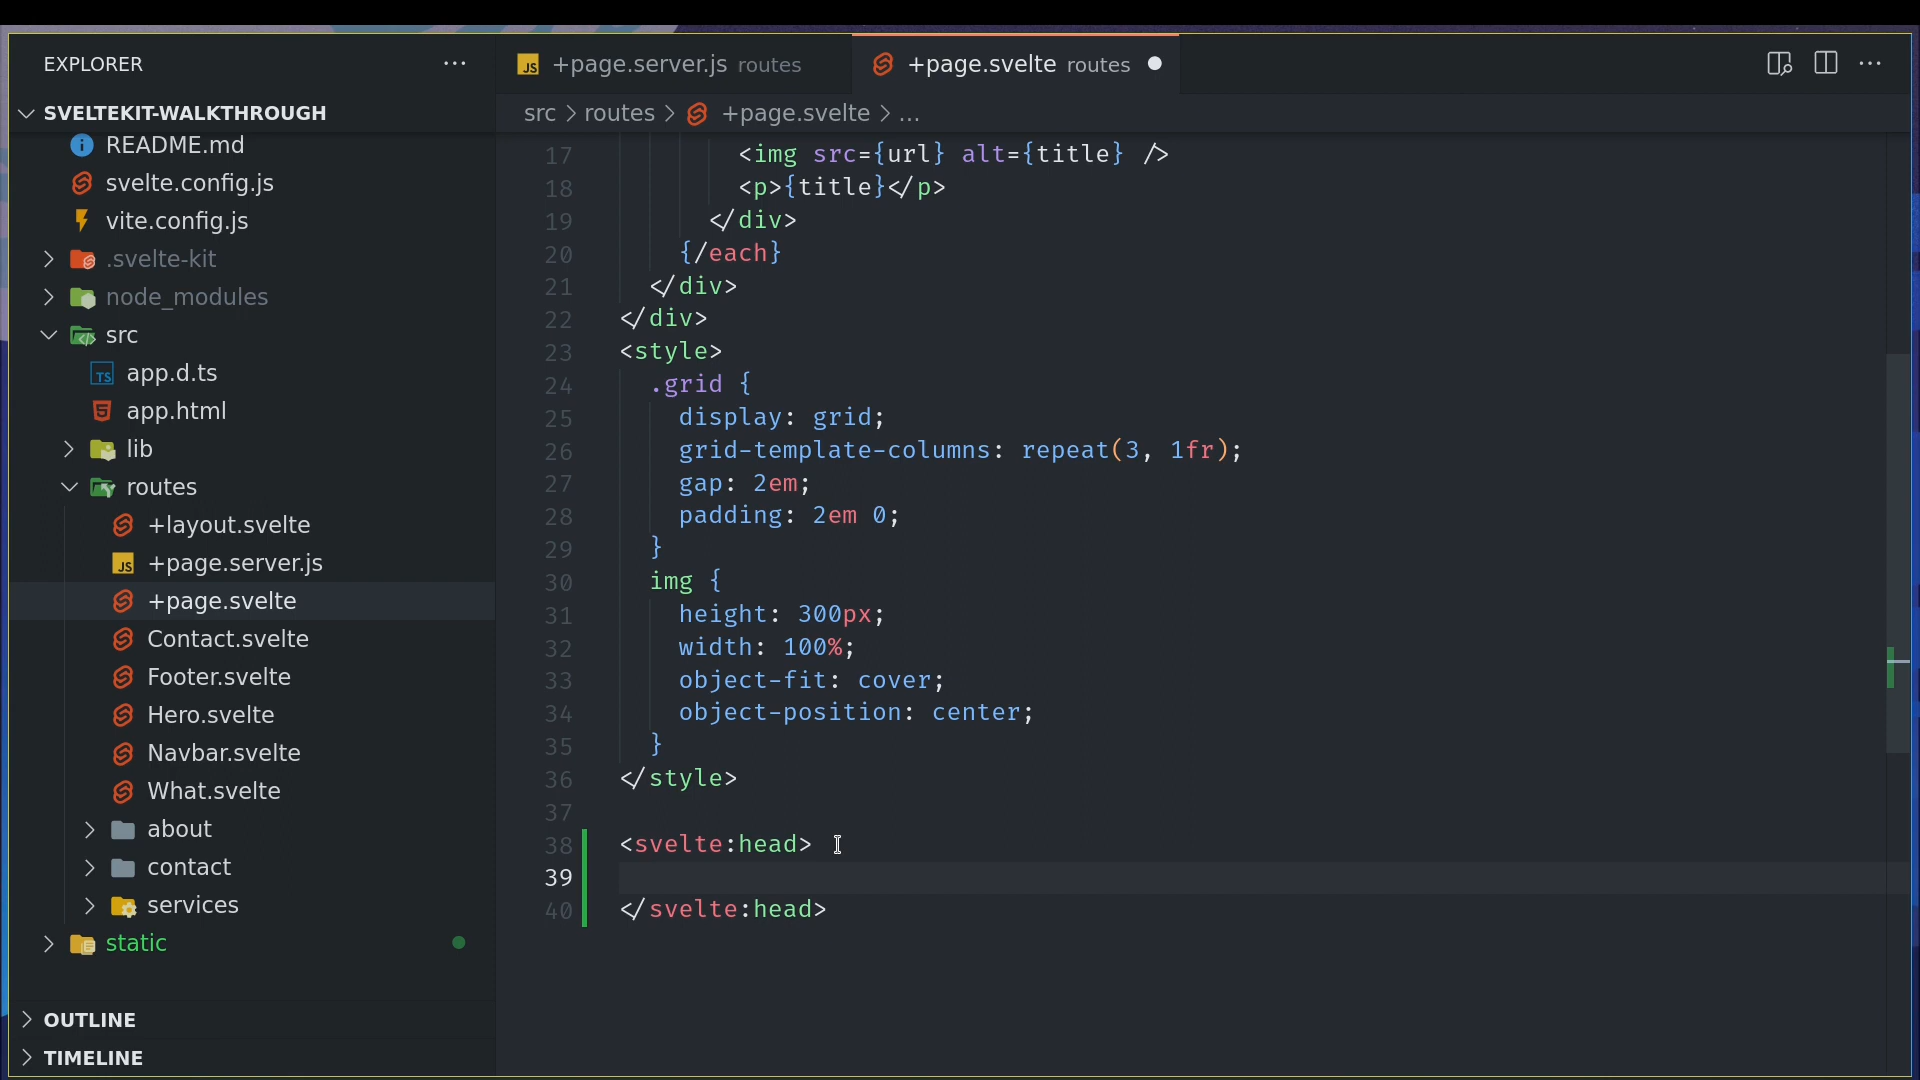 EXPLORER
SVELTEKIT-WALKTHROUGH
README.md
svelte.config.js
vite.config.js
.svelte-kit
node_modules
src
TS app.d.ts
app.html
lib
routes
+layout.svelte
JS +page.server.js
+page.svelte
Contact.svelte
Footer.svelte
Hero.svelte
Navbar.svelte
What.svelte
about
contact
services
static
OUTLINE
TIMELINE
JS +page.server.js routes
+page.svelte routes
src > routes > +page.svelte > ...
17 <img src={url} alt={title} />
18 <p>{title}</p>
19 </div>
20 {/each}
21 </div>
22 </div>
23 <style>
24 .grid {
25 display: grid;
26 grid-template-columns: repeat(3, 1fr);
27 gap: 2em;
28 padding: 2em 0;
29 }
30 img {
31 height: 300px;
32 width: 100%;
33 object-fit: cover;
34 object-position: center;
35 }
36 </style>
37
38 <svelte:head>
39
40 </svelte:head>